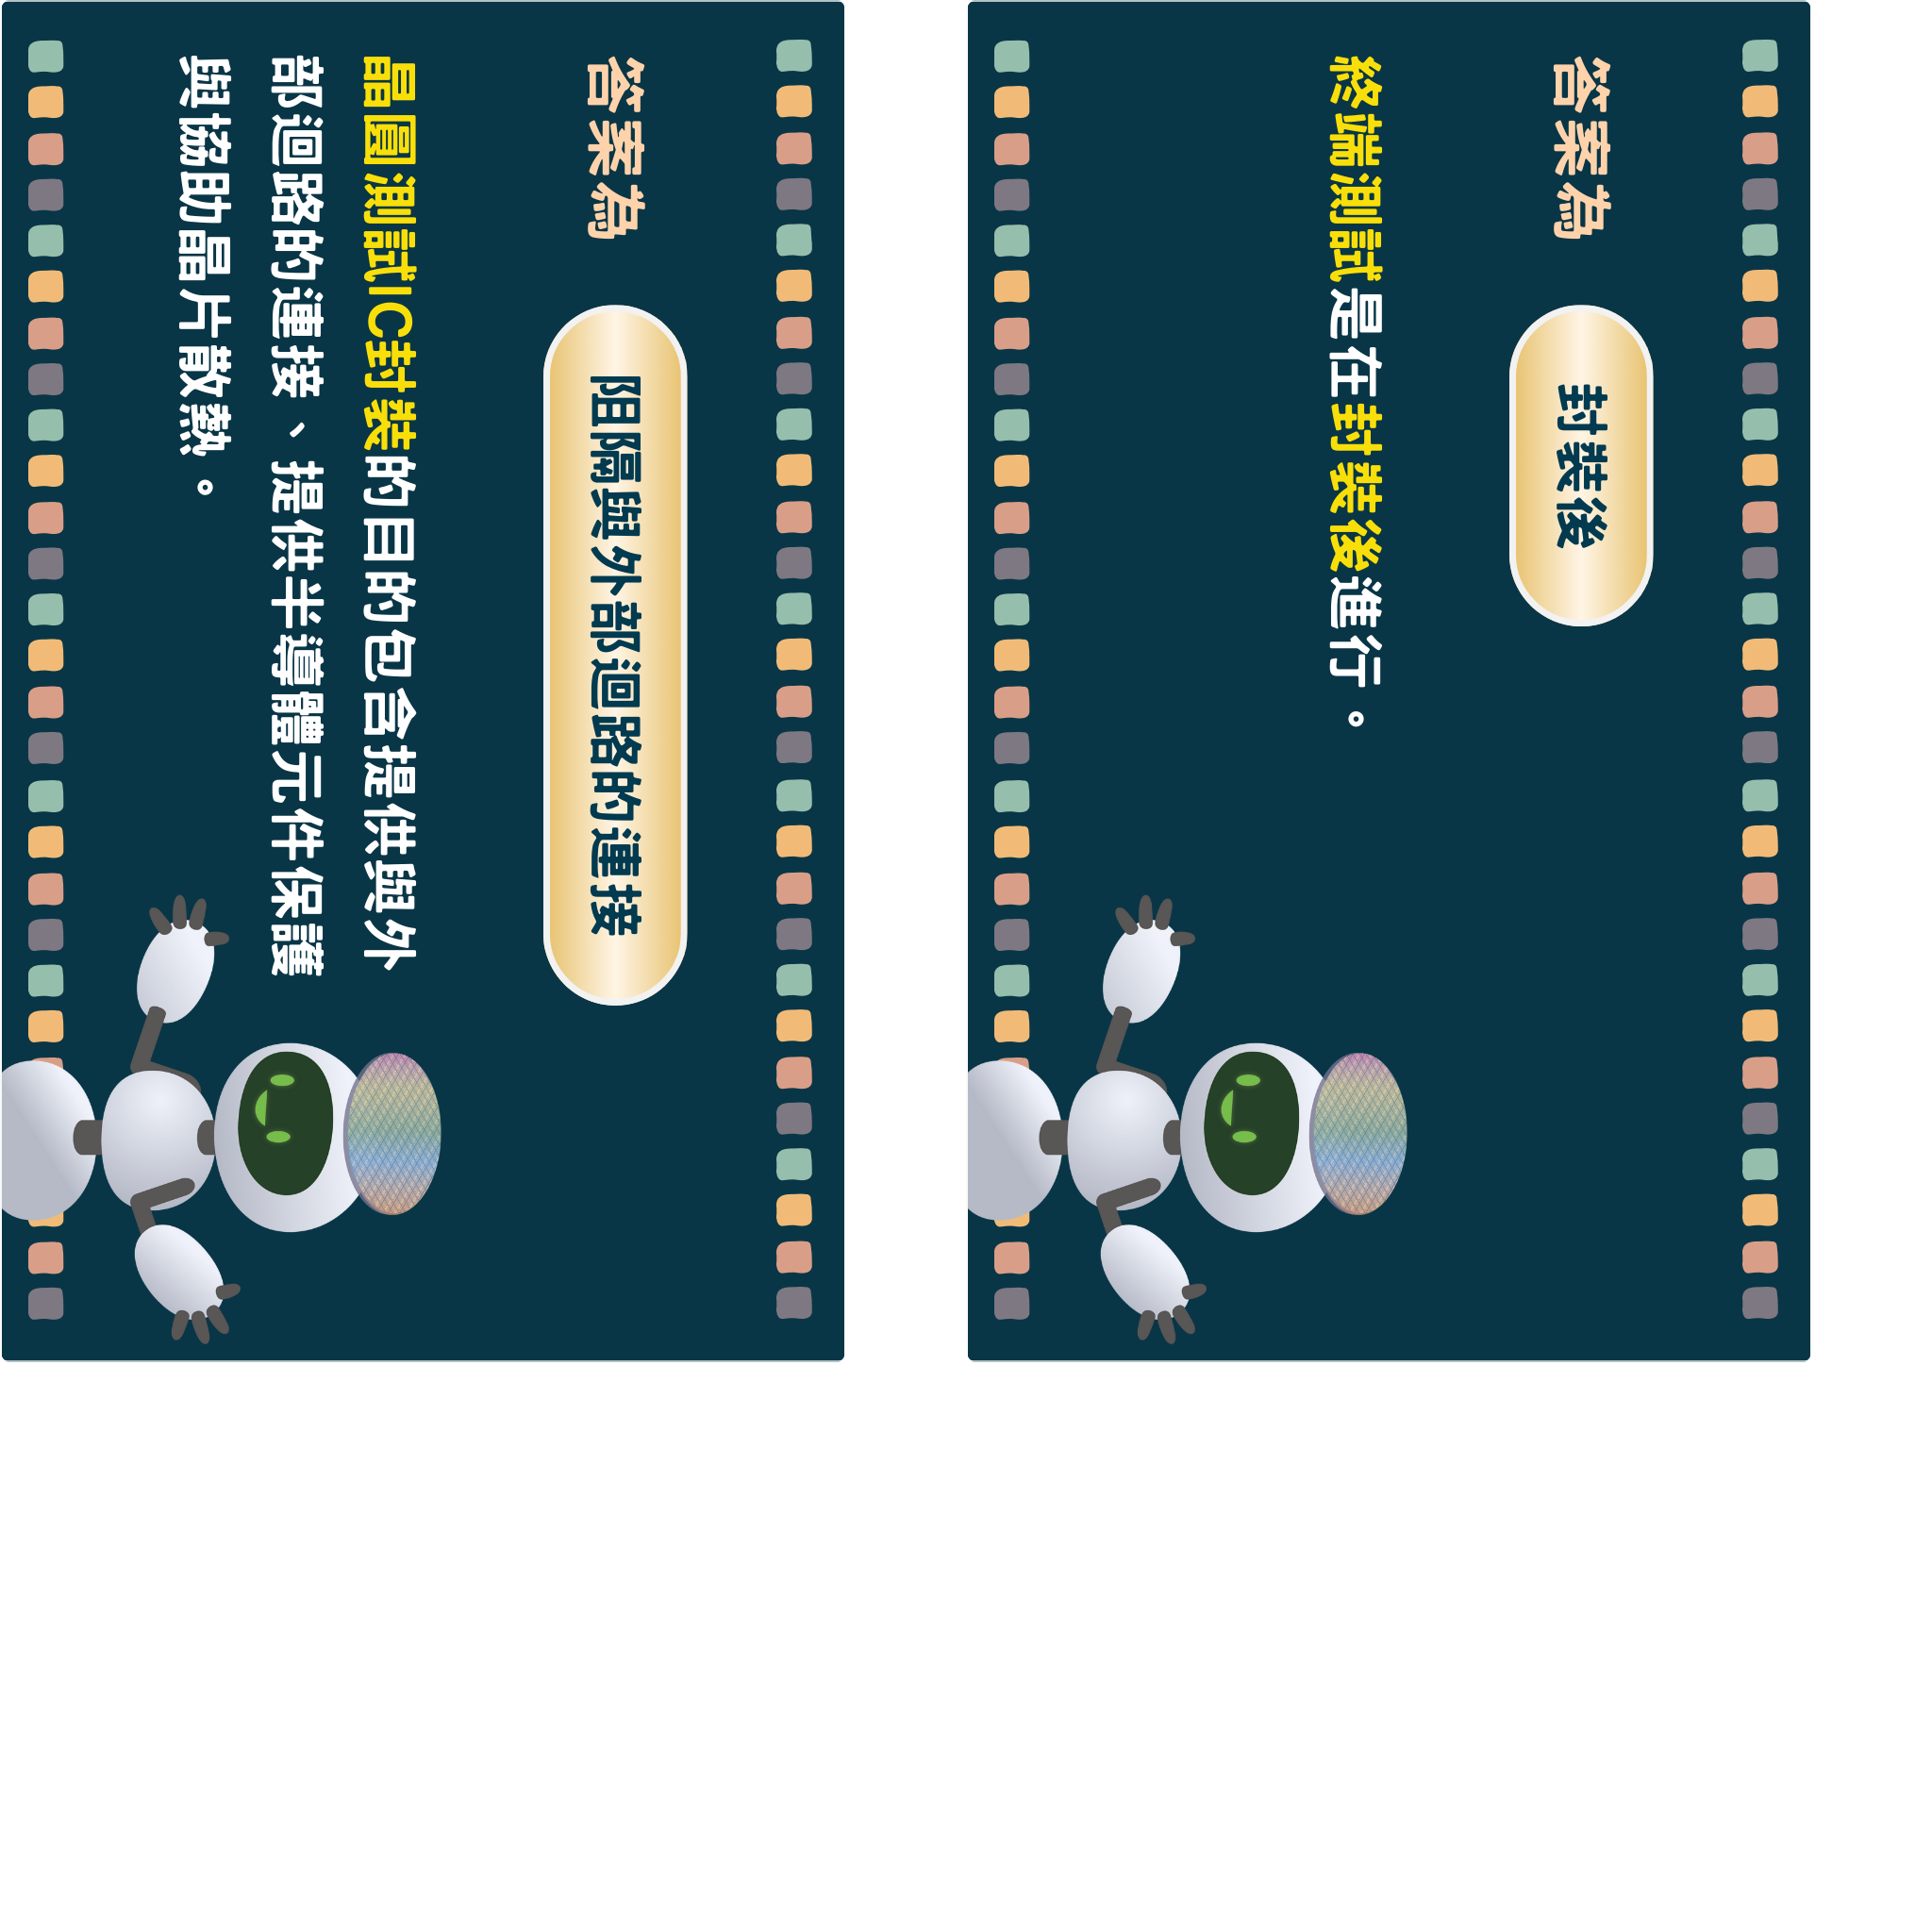 答案為
阻隔與外部迴路的連接
晶圓測試IC封裝的目的包含提供與外
部迴路的連接、提供半導體元件保護
與協助晶片散熱。
答案為
封裝後
終端測試是在封裝後進行。